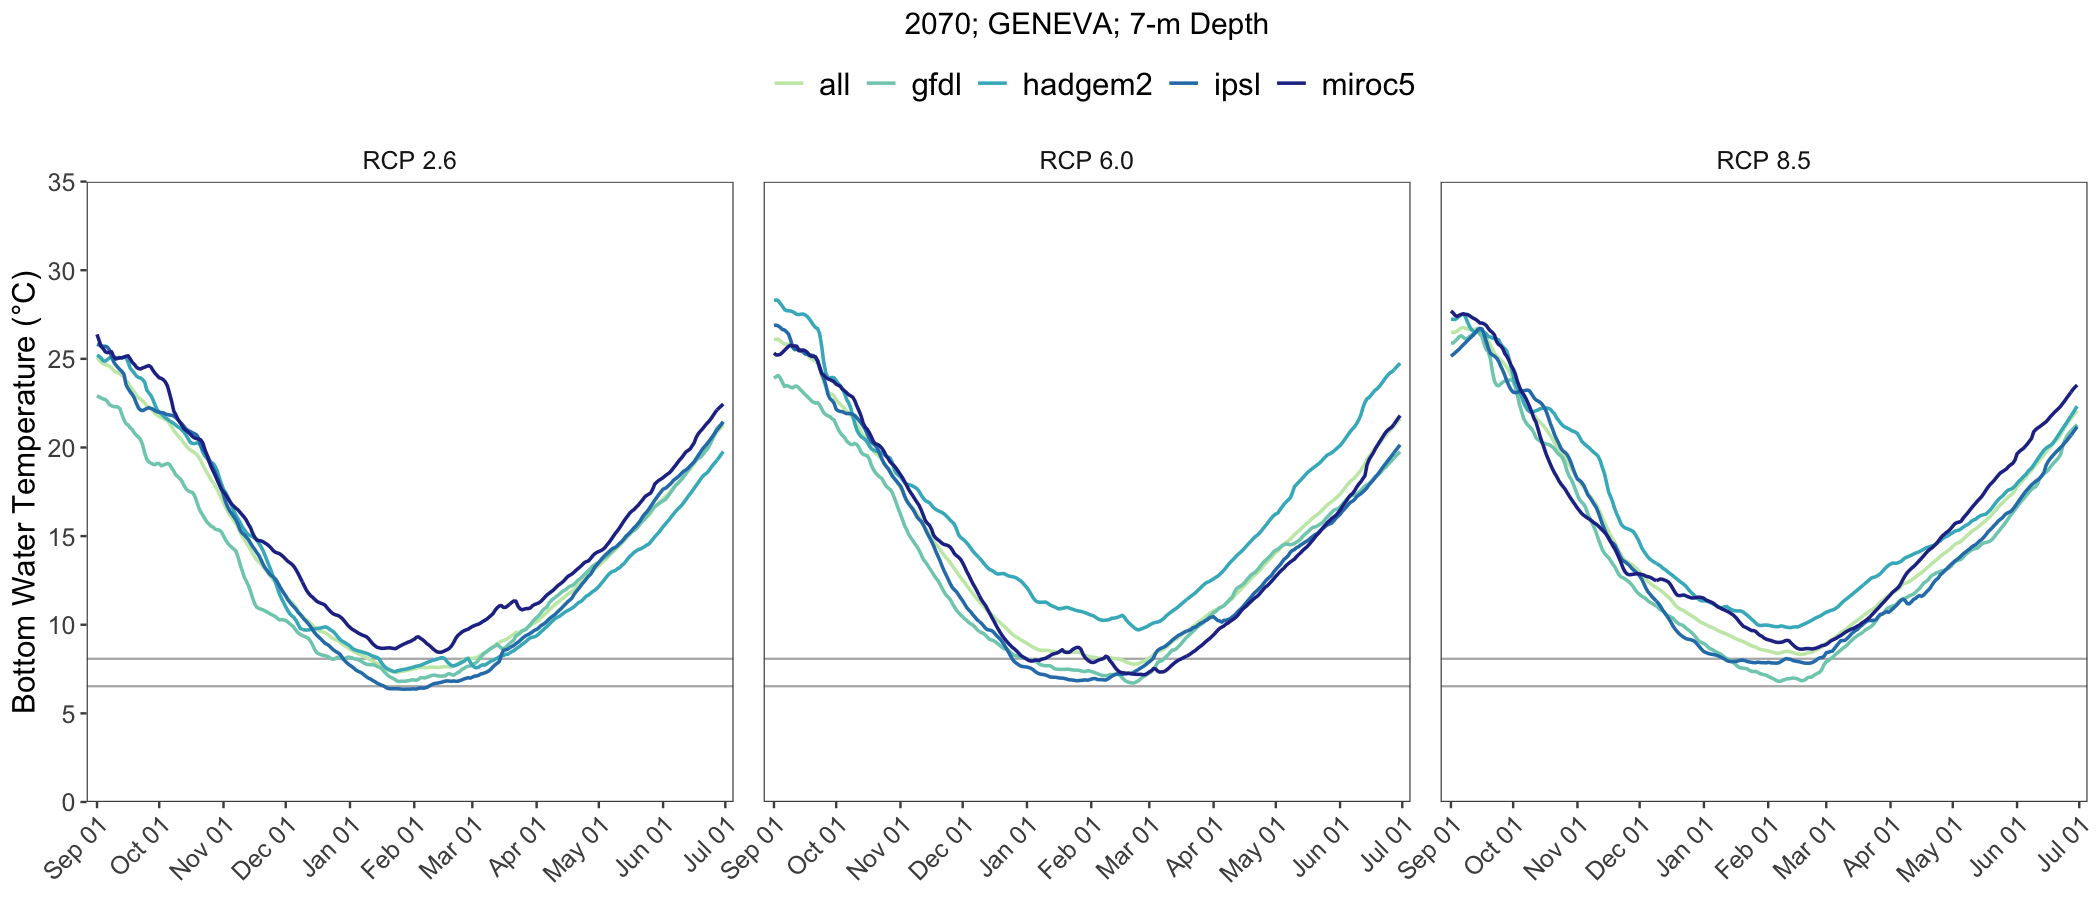 2070; GENEVA; 7-m Depth
all gfdl hadgem2 ipsl miroc5
RCP 2.6 RCP 6.0 RCP 8.5
Bottom Water Temperature (°C)
35
30
25
20
15
10
5
0
Sep 01 Oct 01 Nov 01 Dec 01 Jan 01 Feb 01 Mar 01 Apr 01 May 01 Jun 01 Jul 01 Sep 01 Oct 01 Nov 01 Dec 01 Jan 01 Feb 01 Mar 01 Apr 01 May 01 Jun 01 Jul 01 Sep 01 Oct 01 Nov 01 Dec 01 Jan 01 Feb 01 Mar 01 Apr 01 May 01 Jun 01 Jul 01